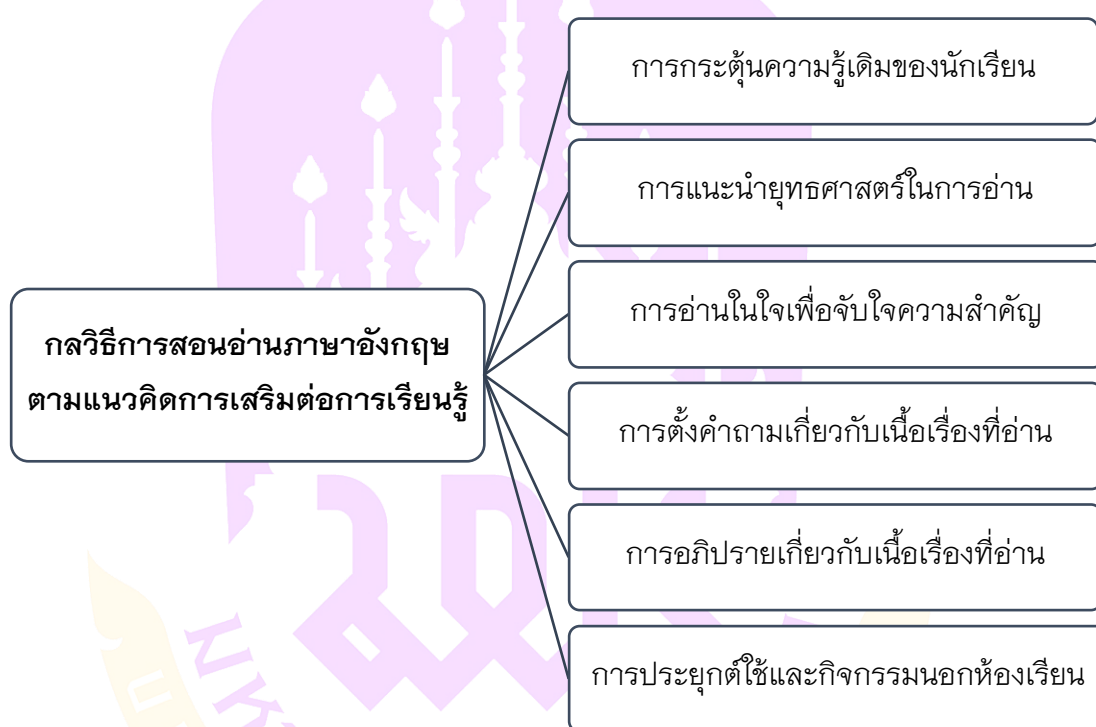 กลวิธีการสอนอ่านภาษาอังกฤษ
ตามแนวคิดการเสริมต่อการเรียนรู้
การกระตุ้นความรู้เดิมของนักเรียน
การแนะนำยุทธศาสตร์ในการอ่าน
การอ่านในใจเพื่อจับใจความสำคัญ
การตั้งคำถามเกี่ยวกับเนื้อเรื่องที่อ่าน
การอภิปรายเกี่ยวกับเนื้อเรื่องที่อ่าน
การประยุกต์ใช้และกิจกรรมนอกห้องเรียน